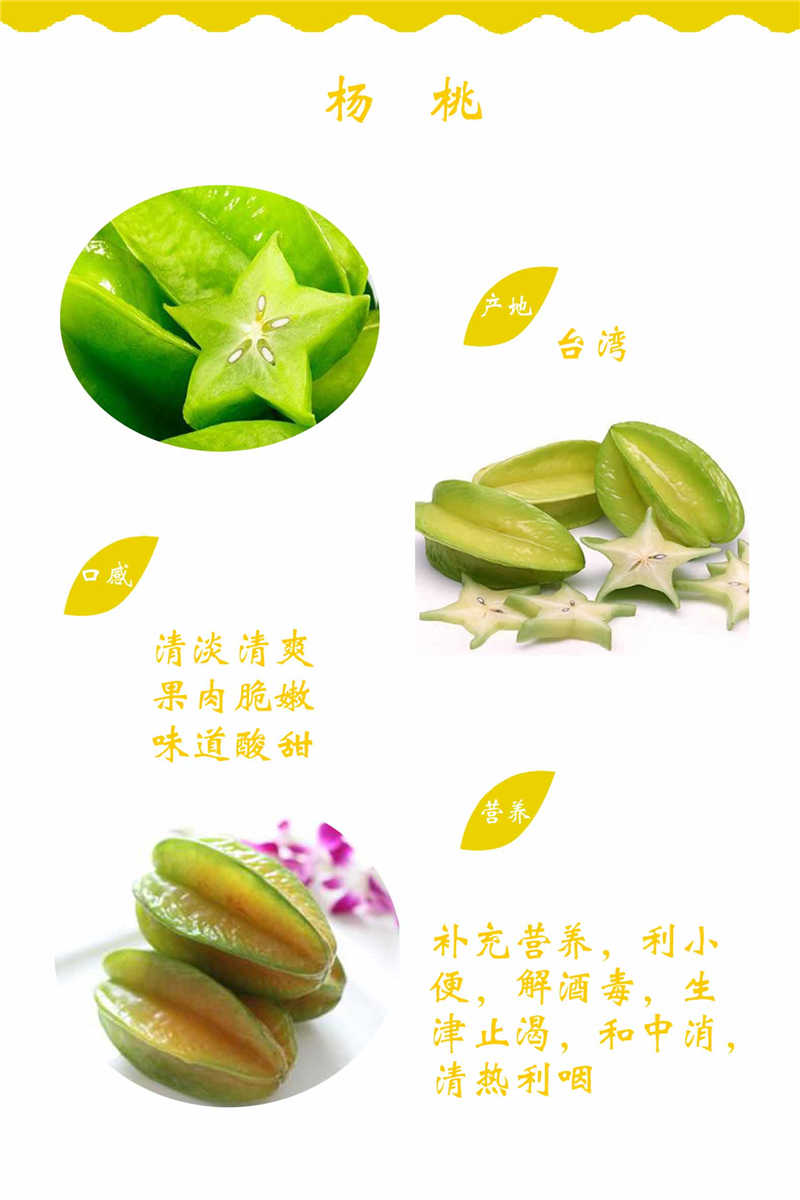 杨 桃
产地
台湾
口感
清淡清爽
果肉脆嫩
味道酸甜
营养
补充营养，利小
便，解酒毒，生
津止渴，和中消，
清热利咽